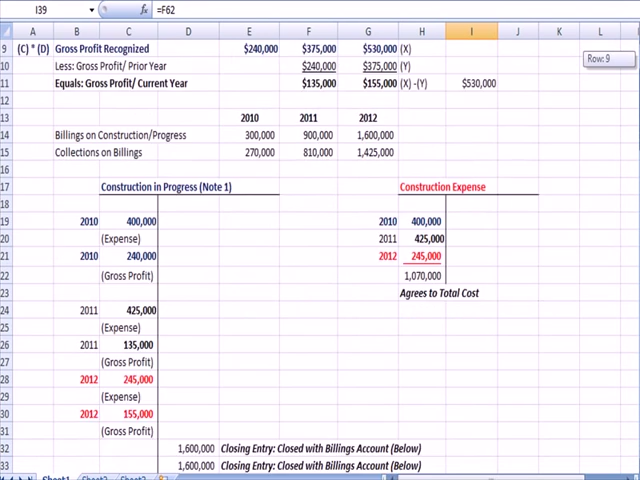 I39 fx =F62
A B C D E F G H I J K L
9 (C) * (D) Gross Profit Recognized $240,000 $375,000 $530,000 (X)
Row: 9
10 Less: Gross Profit/ Prior Year $240,000 $375,000 (Y)
11 Equals: Gross Profit/ Current Year $135,000 $155,000 (X) -(Y) $530,000
12
13 2010 2011 2012
14 Billings on Construction/Progress 300,000 900,000 1,600,000
15 Collections on Billings 270,000 810,000 1,425,000
16
17 Construction in Progress (Note 1) Construction Expense
18
19 2010 400,000 2010 400,000
20 (Expense) 2011 425,000
21 2010 240,000 2012 245,000
22 (Gross Profit) 1,070,000
23 Agrees to Total Cost
24 2011 425,000
25 (Expense)
26 2011 135,000
27 (Gross Profit)
28 2012 245,000
29 (Expense)
30 2012 155,000
31 (Gross Profit)
32 1,600,000 Closing Entry: Closed with Billings Account (Below)
33 1,600,000 Closing Entry: Closed with Billings Account (Below)
Sheet1 Sheet2 Sheet3